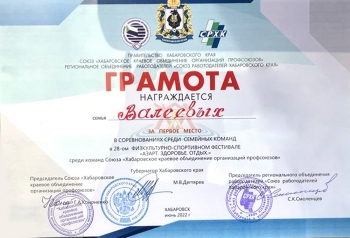 СРХК
ПРАВИТЕЛЬСТВО ХАБАРОВСКОГО КРАЯ
СОЮЗ «ХАБАРОВСКОЕ КРАЕВОЕ ОБЪЕДИНЕНИЕ ОРГАНИЗАЦИЙ ПРОФСОЮЗОВ»
РЕГИОНАЛЬНОЕ ОБЪЕДИНЕНИЕ РАБОТОДАТЕЛЕЙ «СОЮЗ РАБОТОДАТЕЛЕЙ ХАБАРОВСКОГО КРАЯ»
ГРАМОТА
НАГРАЖДАЕТСЯ
семья Валеевых
ЗА ПЕРВОЕ МЕСТО
В СОРЕВНОВАНИЯХ СРЕДИ СЕМЕЙНЫХ КОМАНД
в 28-ом ФИЗКУЛЬТУРНО-СПОРТИВНОМ ФЕСТИВАЛЕ
«АЗАРТ. ЗДОРОВЬЕ. ОТДЫХ.»
среди команд Союза «Хабаровское краевое объединение организаций профсоюзов»
Председатель Союза «Хабаровское
краевое объединение
организаций профсоюзов»
Г.А.Кононенко
Губернатор Хабаровского края
М.В.Дегтярев
Председатель регионального
объединения «Союз работодателей
Хабаровского края»
С.К.Смоленцев
ХАБАРОВСК
июнь 2022 г